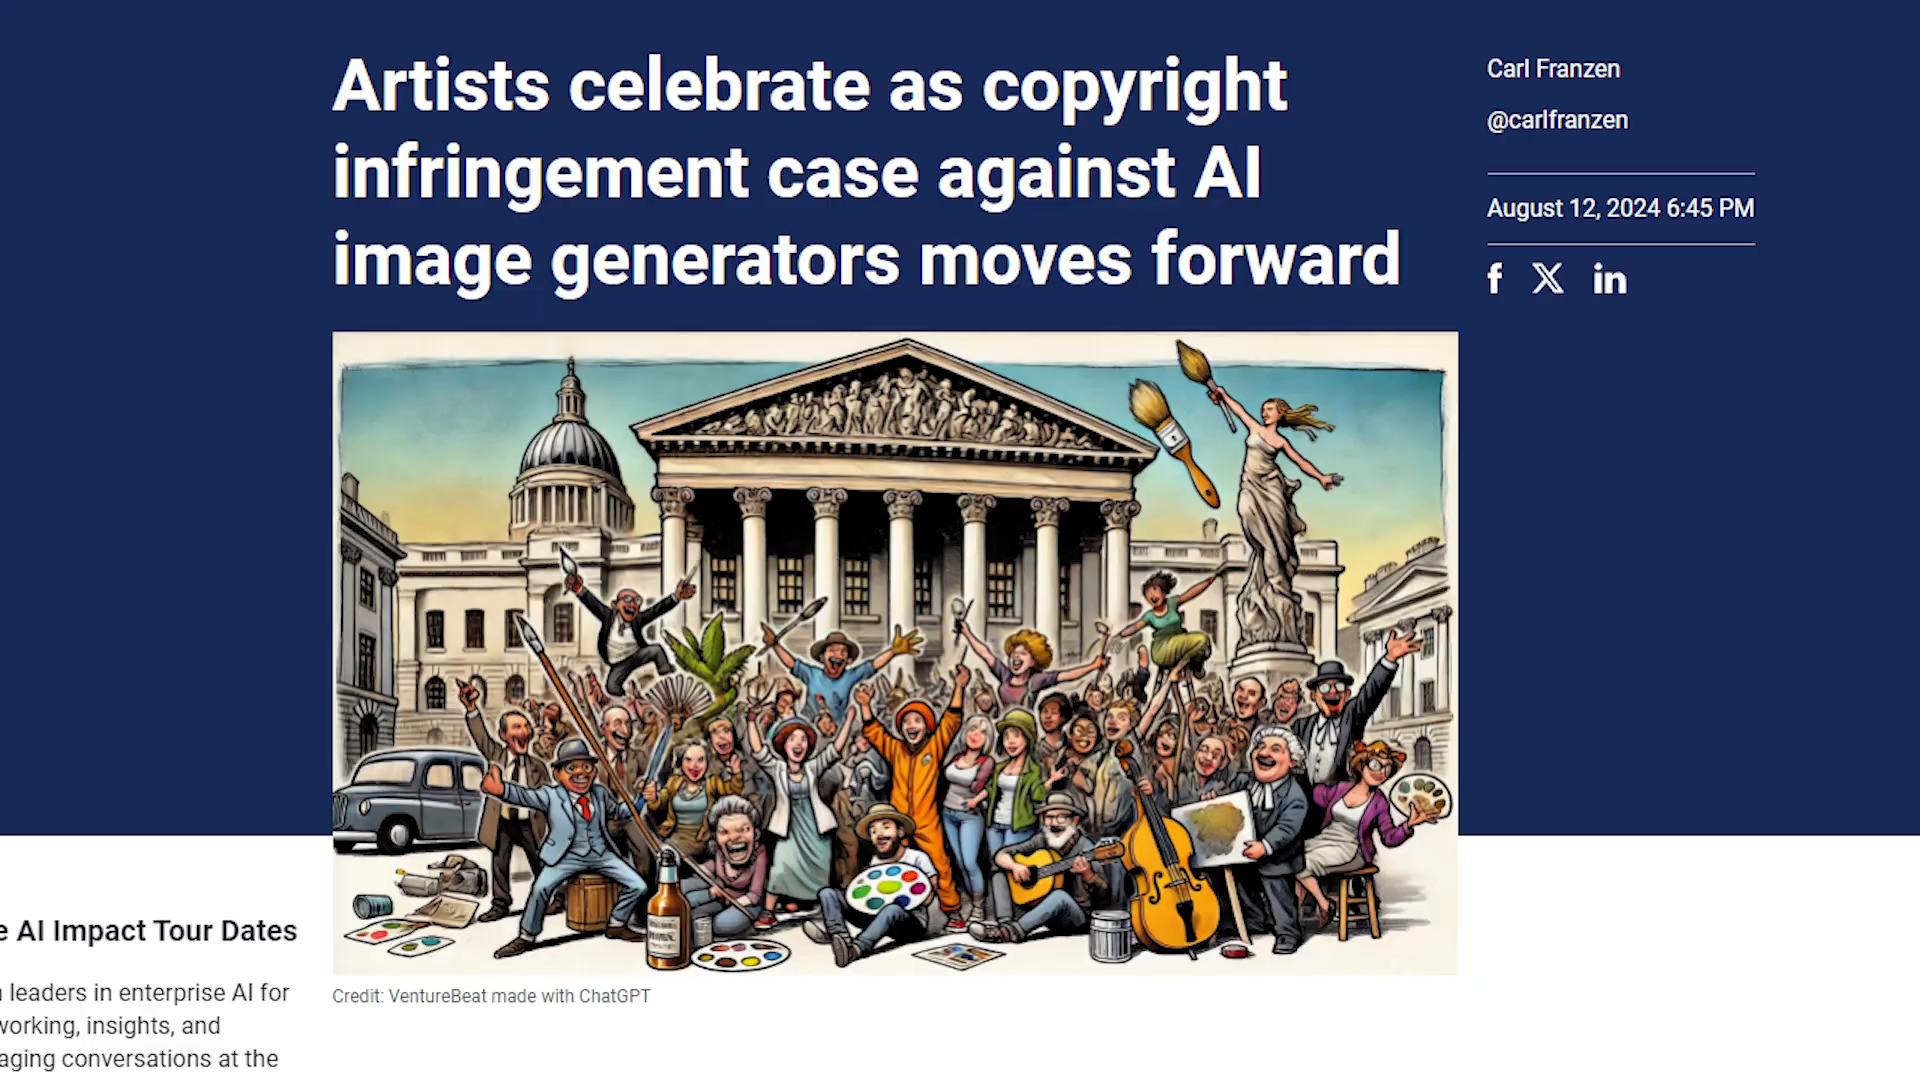 Artists celebrate as copyright
infringement case against AI
image generators moves forward
Carl Franzen
@carlfranzen
August 12, 2024 6:45 PM
Credit: VentureBeat made with ChatGPT
e AI Impact Tour Dates
leaders in enterprise AI for
working, insights, and
aging conversations at the